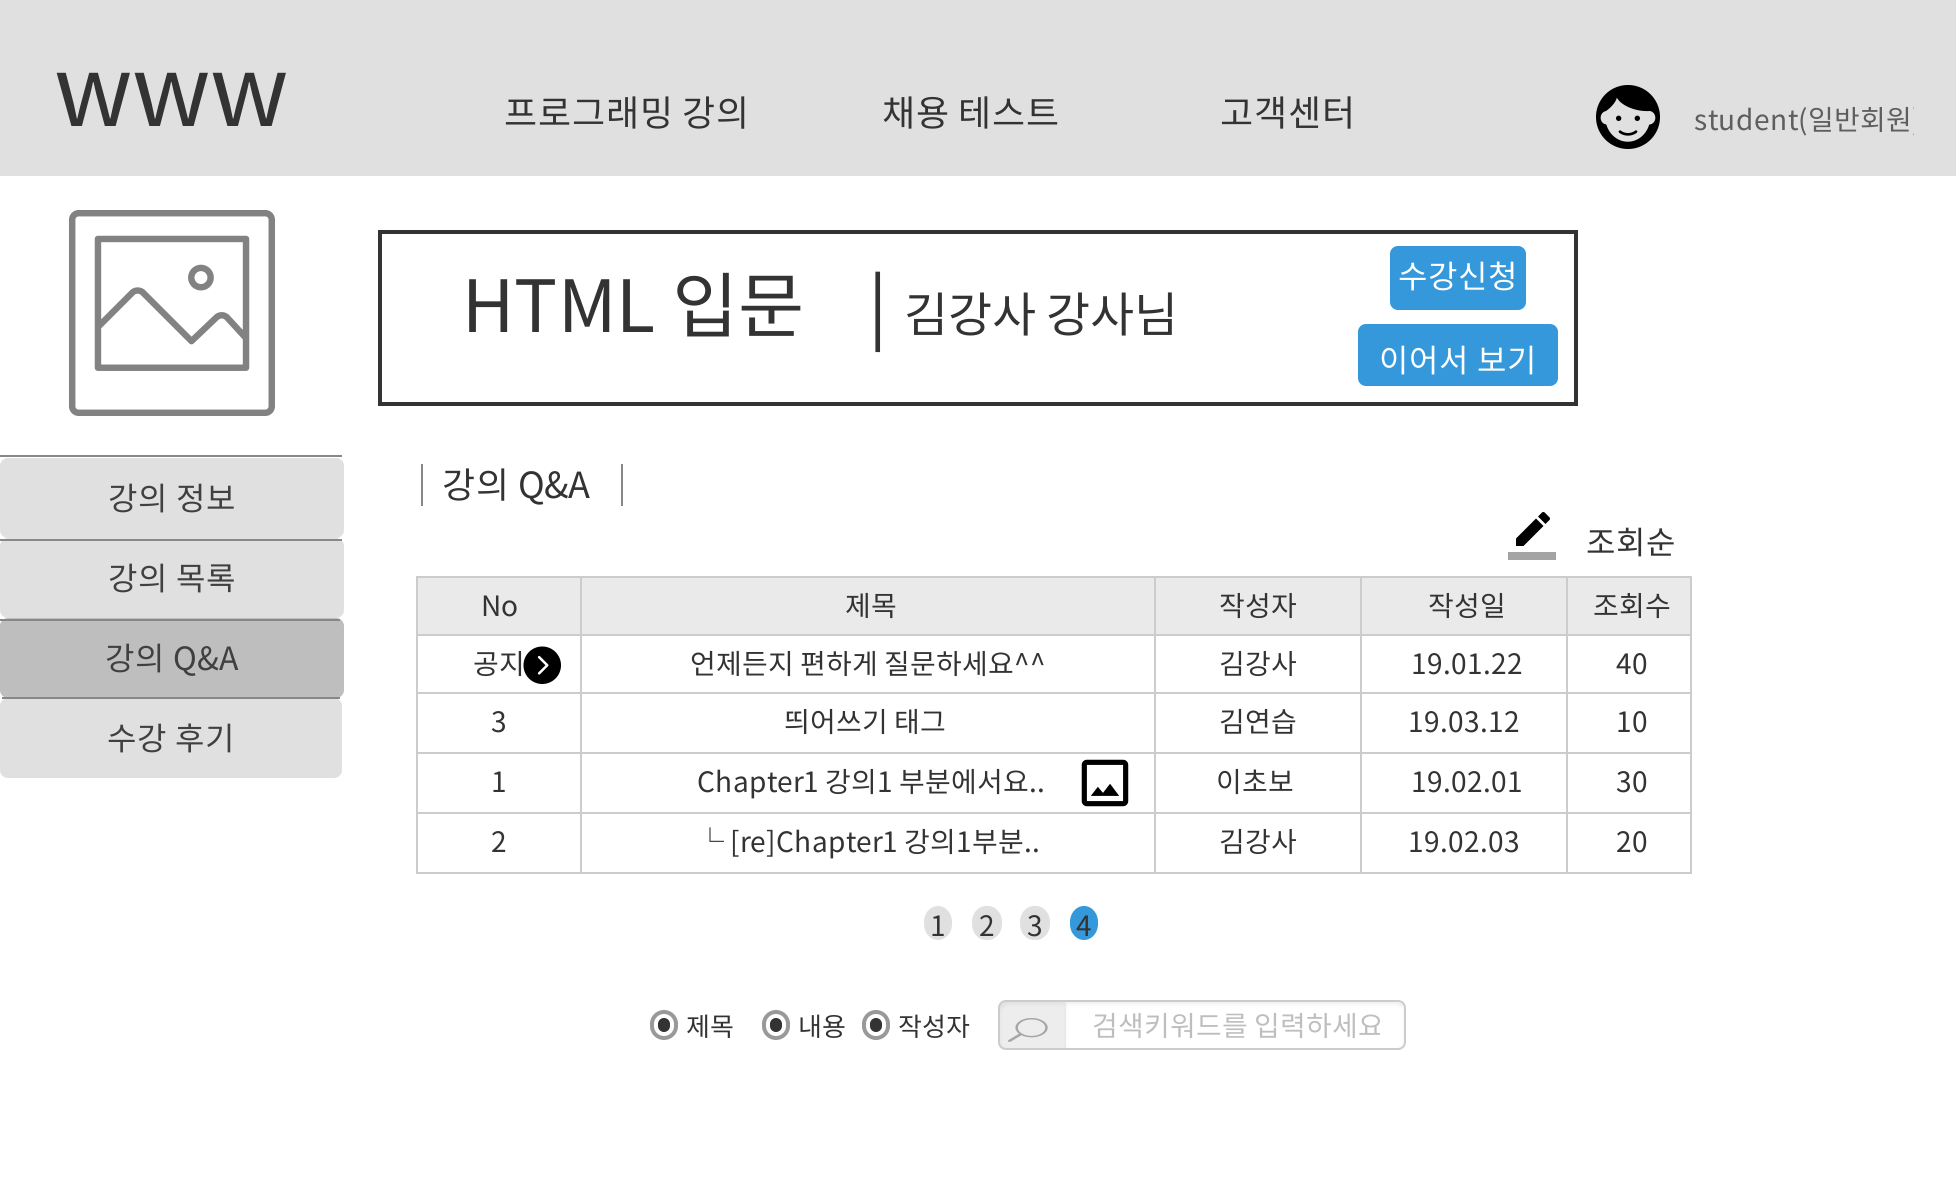 WWW
프로그래밍 강의
채용 테스트
고객센터
student(일반회원)
HTML 입문
김강사 강사님
수강신청
이어서 보기
강의 정보
강의 목록
강의 Q&A
수강 후기
강의 Q&A
조회순
No 제목 작성자 작성일 조회수
공지 언제든지 편하게 질문하세요^^ 김강사 19.01.22 40
3 띄어쓰기 태그 김연습 19.03.12 10
1 Chapter1 강의1 부분에서요.. 이초보 19.02.01 30
2 ㄴ[re]Chapter1 강의1부분.. 김강사 19.02.03 20
1 2 3 4
제목 내용 작성자 검색키워드를 입력하세요